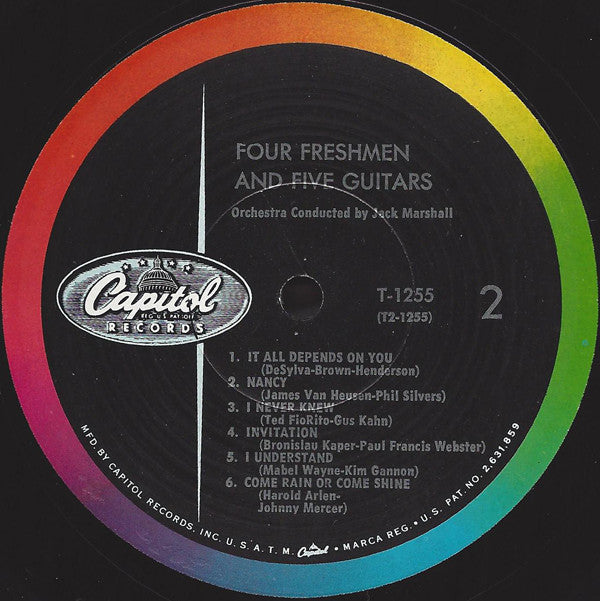 FOUR FRESHMEN
AND FIVE GUITARS
Orchestra Conducted by Jack Marshall
Capitol
REG. U.S. PAT. OFF.
RECORDS
T-1255
(T2-1255)
2
1. IT ALL DEPENDS ON YOU
(DeSylva-Brown-Henderson)
2. NANCY
(James Van Heusen-Phil Silvers)
3. I NEVER KNEW
(Ted FioRito-Gus Kahn)
4. INVITATION
(Bronislau Kaper-Paul Francis Webster)
5. I UNDERSTAND
(Mabel Wayne-Kim Gannon)
6. COME RAIN OR COME SHINE
(Harold Arlen-
Johnny Mercer)
MFD. BY CAPITOL RECORDS, INC. U.S.A. T.M. Capitol • MARCA REG. • U.S. PAT. NO. 2,631,859